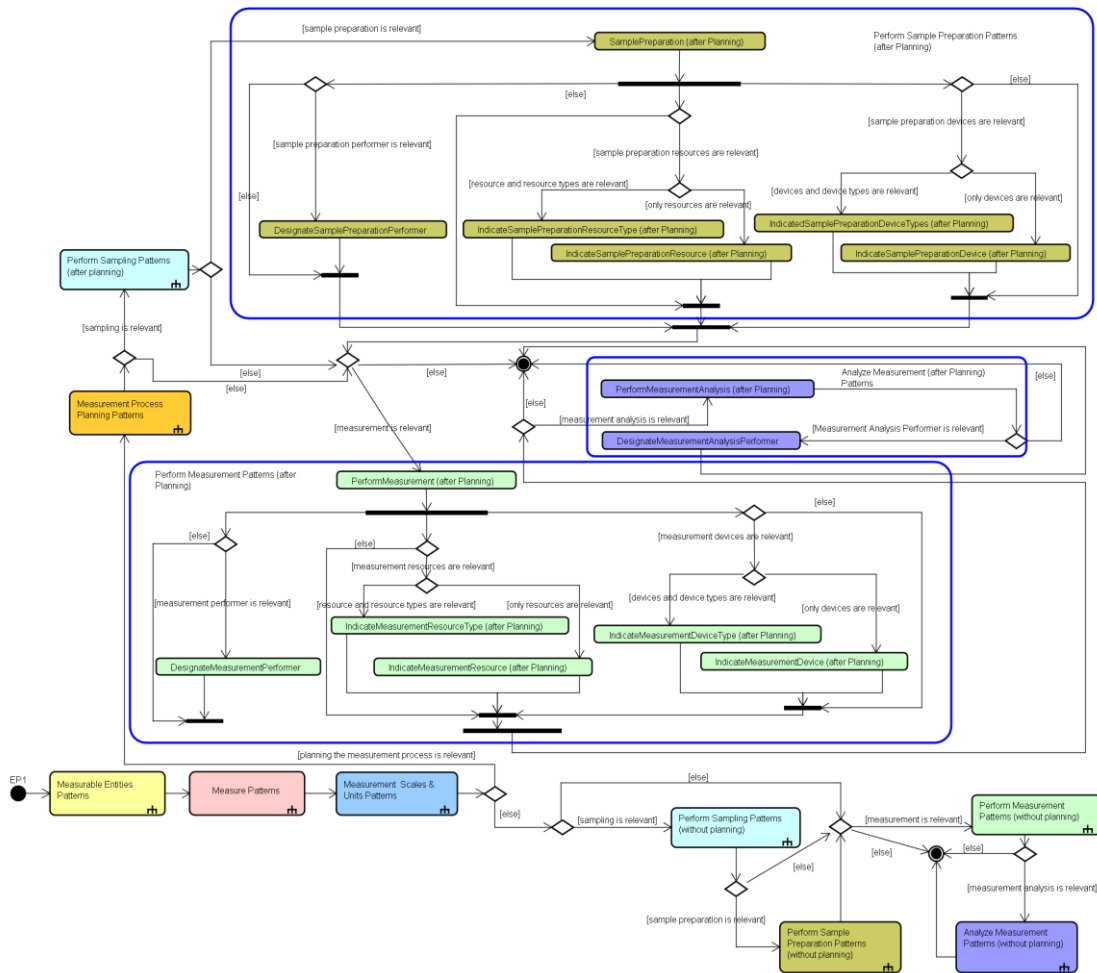 [sample preparation is relevant]
SamplePreparation (after Planning)
Perform Sample Preparation Patterns
(after Planning)
[else]
[else]
[sample preparation devices are relevant]
[sample preparation performer is relevant]
[sample preparation resources are relevant]
[else]
[resource and resource types are relevant]
[only resources are relevant]
[devices and device types are relevant]
[only devices are relevant]
DesignateSamplePreparationPerformer
IndicateSamplePreparationResourceType (after Planning)
IndicatedSamplePreparationDeviceTypes (after Planning)
IndicateSamplePreparationResource (after Planning)
IndicateSamplePreparationDevice (after Planning)
Perform Sampling Patterns
(after planning)
[sampling is relevant]
[else]
[else]
[else]
Measurement Process
Planning Patterns
Analyze Measurement (after Planning)
Patterns
PerformMeasurementAnalysis (after Planning)
[else]
[else]
[measurement analysis is relevant]
[measurement is relevant]
[Measurement Analysis Performer is relevant]
DesignateMeasurementAnalysisPerformer
Perform Measurement Patterns (after
Planning)
PerformMeasurement (after Planning)
[else]
[else]
[else]
[measurement devices are relevant]
[measurement resources are relevant]
[measurement performer is relevant]
[resource and resource types are relevant]
[only resources are relevant]
[devices and device types are relevant]
[only devices are relevant]
IndicateMeasurementResourceType (after Planning)
IndicateMeasurementDeviceType (after Planning)
DesignateMeasurementPerformer
IndicateMeasurementResource (after Planning)
IndicateMeasurementDevice (after Planning)
[planning the measurement process is relevant]
EP1
Measurable Entities
Patterns
Measure Patterns
Measurement Scales &
Units Patterns
[else]
[else]
[sampling is relevant]
Perform Sampling Patterns
(without planning)
[measurement is relevant]
Perform Measurement
Patterns (without planning)
[else]
[else]
[else]
[measurement analysis is relevant]
[sample preparation is relevant]
Perform Sample
Preparation Patterns
(without planning)
Analyze Measurement
Patterns (without planning)